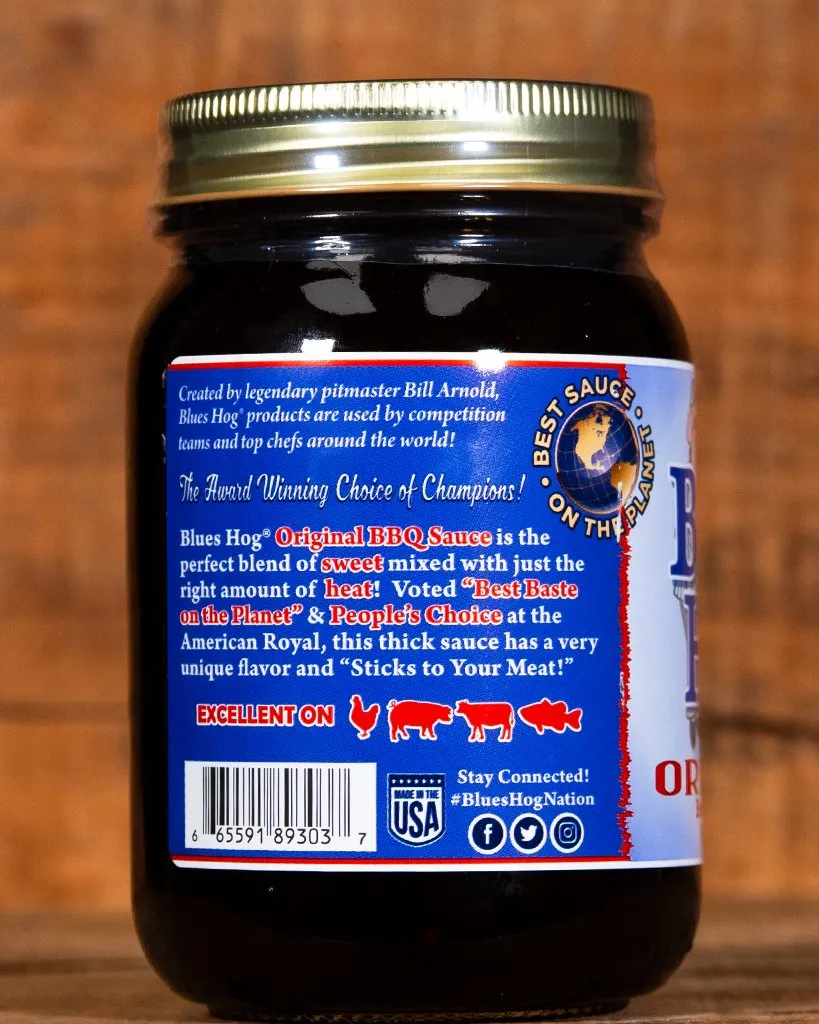 Created by legendary pitmaster Bill Arnold,
Blues Hog® products are used by competition
teams and top chefs around the world!
The Award Winning Choice of Champions!
BEST SAUCE
• ON THE PLANET •
Blues Hog® Original BBQ Sauce is the
perfect blend of sweet mixed with just the
right amount of heat! Voted “Best Baste
on the Planet” & People’s Choice at the
American Royal, this thick sauce has a very
unique flavor and “Sticks to Your Meat!”
EXCELLENT ON
6 65591 89303 7
MADE IN THE
USA
Stay Connected!
#BluesHogNation
OR